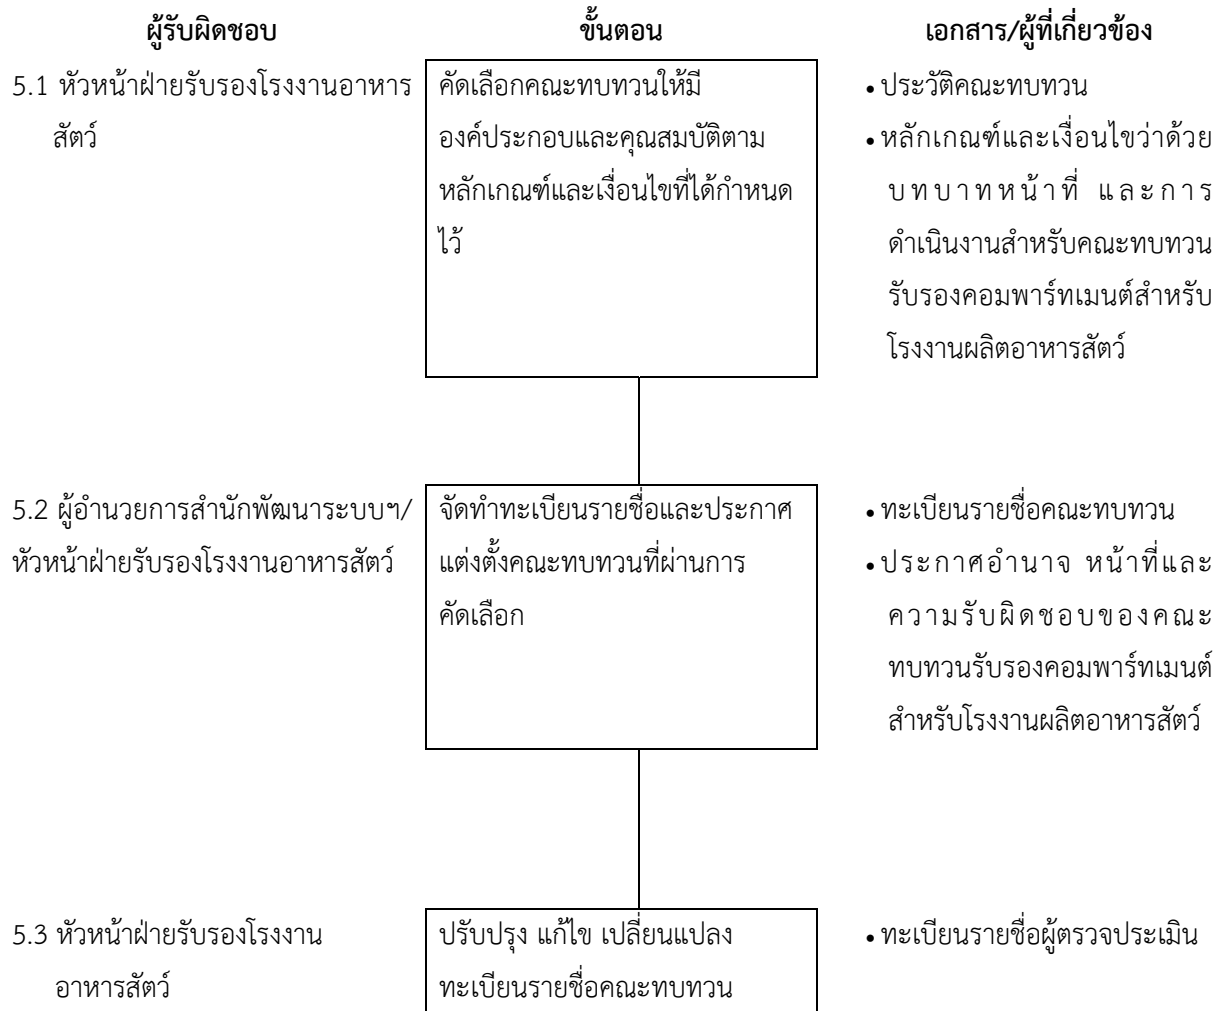 ผู้รับผิดชอบ
ขั้นตอน
เอกสาร/ผู้ที่เกี่ยวข้อง
5.1 หัวหน้าฝ่ายรับรองโรงงานอาหาร
สัตว์
คัดเลือกคณะทบทวนให้มี
องค์ประกอบและคุณสมบัติตาม
หลักเกณฑ์และเงื่อนไขที่ได้กำหนด
ไว้
• ประวัติคณะทบทวน
• หลักเกณฑ์และเงื่อนไขว่าด้วย
บทบาทหน้าที่ และการ
ดำเนินงานสำหรับคณะทบทวน
รับรองคอมพาร์ทเมนต์สำหรับ
โรงงานผลิตอาหารสัตว์
5.2 ผู้อำนวยการสำนักพัฒนาระบบฯ/
หัวหน้าฝ่ายรับรองโรงงานอาหารสัตว์
จัดทำทะเบียนรายชื่อและประกาศ
แต่งตั้งคณะทบทวนที่ผ่านการ
คัดเลือก
• ทะเบียนรายชื่อคณะทบทวน
• ประกาศอำนาจ หน้าที่และ
ความรับผิดชอบของคณะ
ทบทวนรับรองคอมพาร์ทเมนต์
สำหรับโรงงานผลิตอาหารสัตว์
5.3 หัวหน้าฝ่ายรับรองโรงงาน
อาหารสัตว์
ปรับปรุง แก้ไข เปลี่ยนแปลง
ทะเบียนรายชื่อคณะทบทวน
• ทะเบียนรายชื่อผู้ตรวจประเมิน